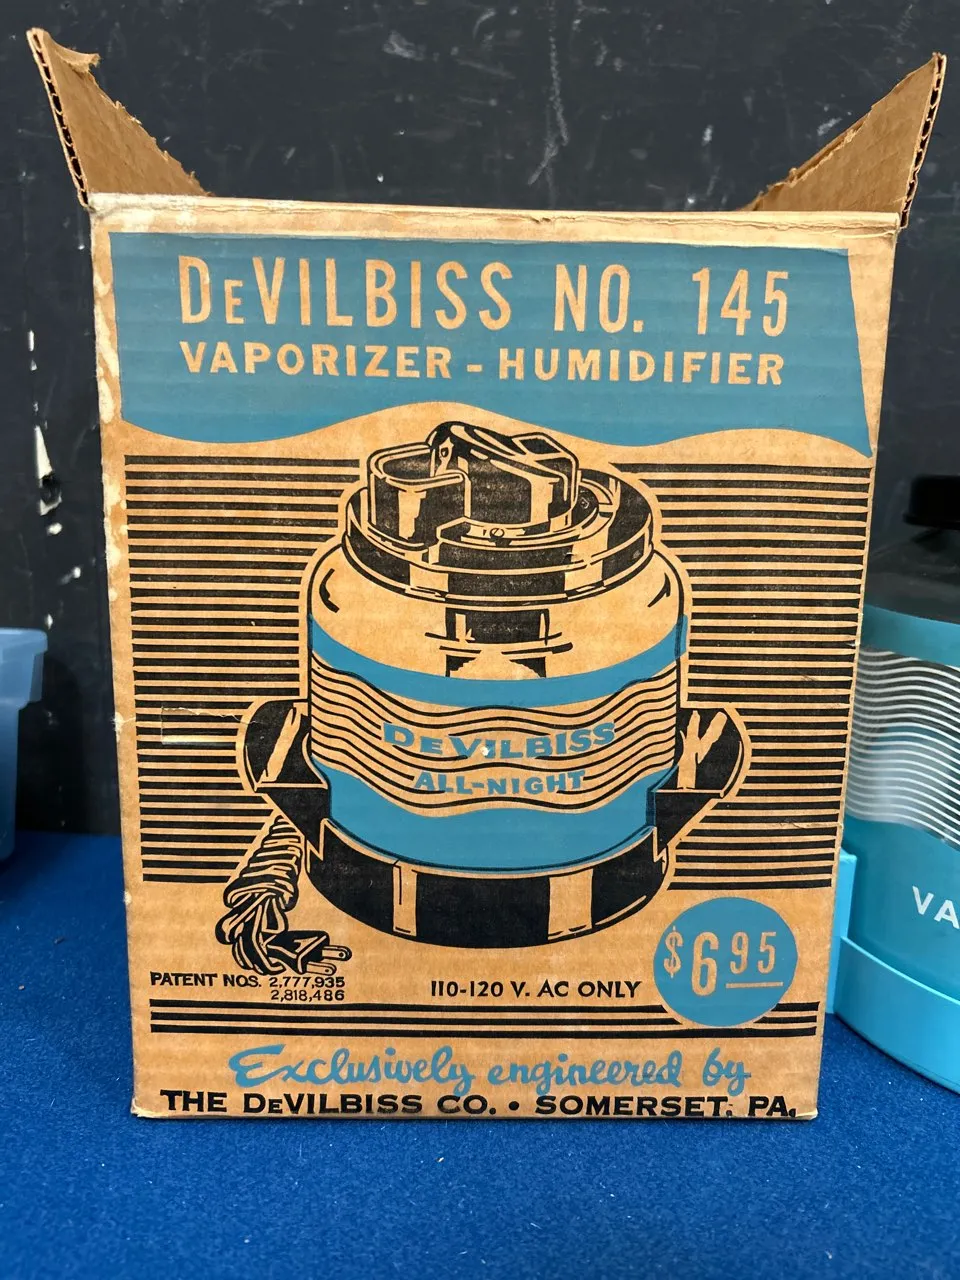 DeVILBISS NO. 145
VAPORIZER - HUMIDIFIER
DeVILBISS
ALL-NIGHT
$6.95
PATENT NOS. 2,777,935
2,818,486
110-120 V. AC ONLY
Exclusively engineered by
THE DeVILBISS CO. • SOMERSET, PA.
VA